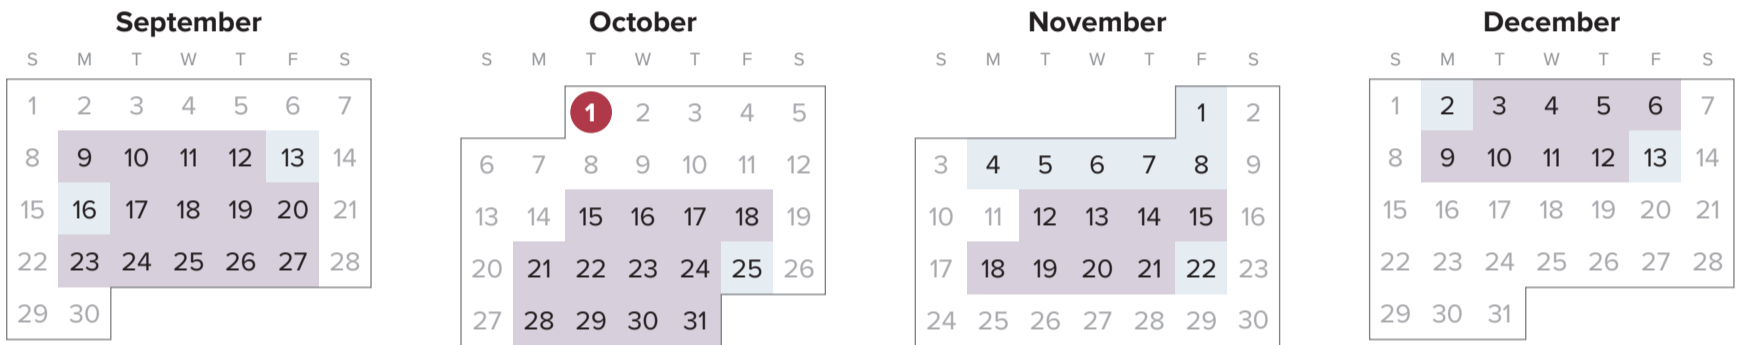 September
S M T W T F S
1 2 3 4 5 6 7
8 9 10 11 12 13 14
15 16 17 18 19 20 21
22 23 24 25 26 27 28
29 30
October
S M T W T F S
1 2 3 4 5
6 7 8 9 10 11 12
13 14 15 16 17 18 19
20 21 22 23 24 25 26
27 28 29 30 31
November
S M T W T F S
1 2
3 4 5 6 7 8 9
10 11 12 13 14 15 16
17 18 19 20 21 22 23
24 25 26 27 28 29 30
December
S M T W T F S
1 2 3 4 5 6 7
8 9 10 11 12 13 14
15 16 17 18 19 20 21
22 23 24 25 26 27 28
29 30 31